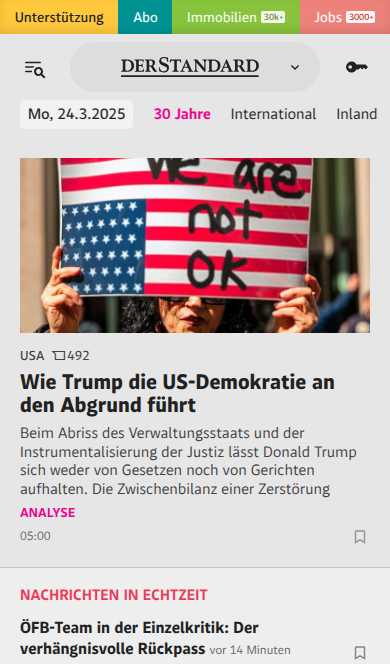 Unterstützung Abo Immobilien 30k+ Jobs 3000+
DERSTANDARD
Mo, 24.3.2025 30 Jahre International Inland
we are
not
OK
USA 492
Wie Trump die US-Demokratie an
den Abgrund führt
Beim Abriss des Verwaltungsstaats und der
Instrumentalisierung der Justiz lässt Donald Trump
sich weder von Gesetzen noch von Gerichten
aufhalten. Die Zwischenbilanz einer Zerstörung
ANALYSE
05:00
NACHRICHTEN IN ECHTZEIT
ÖFB-Team in der Einzelkritik: Der
verhängnisvolle Rückpass vor 14 Minuten